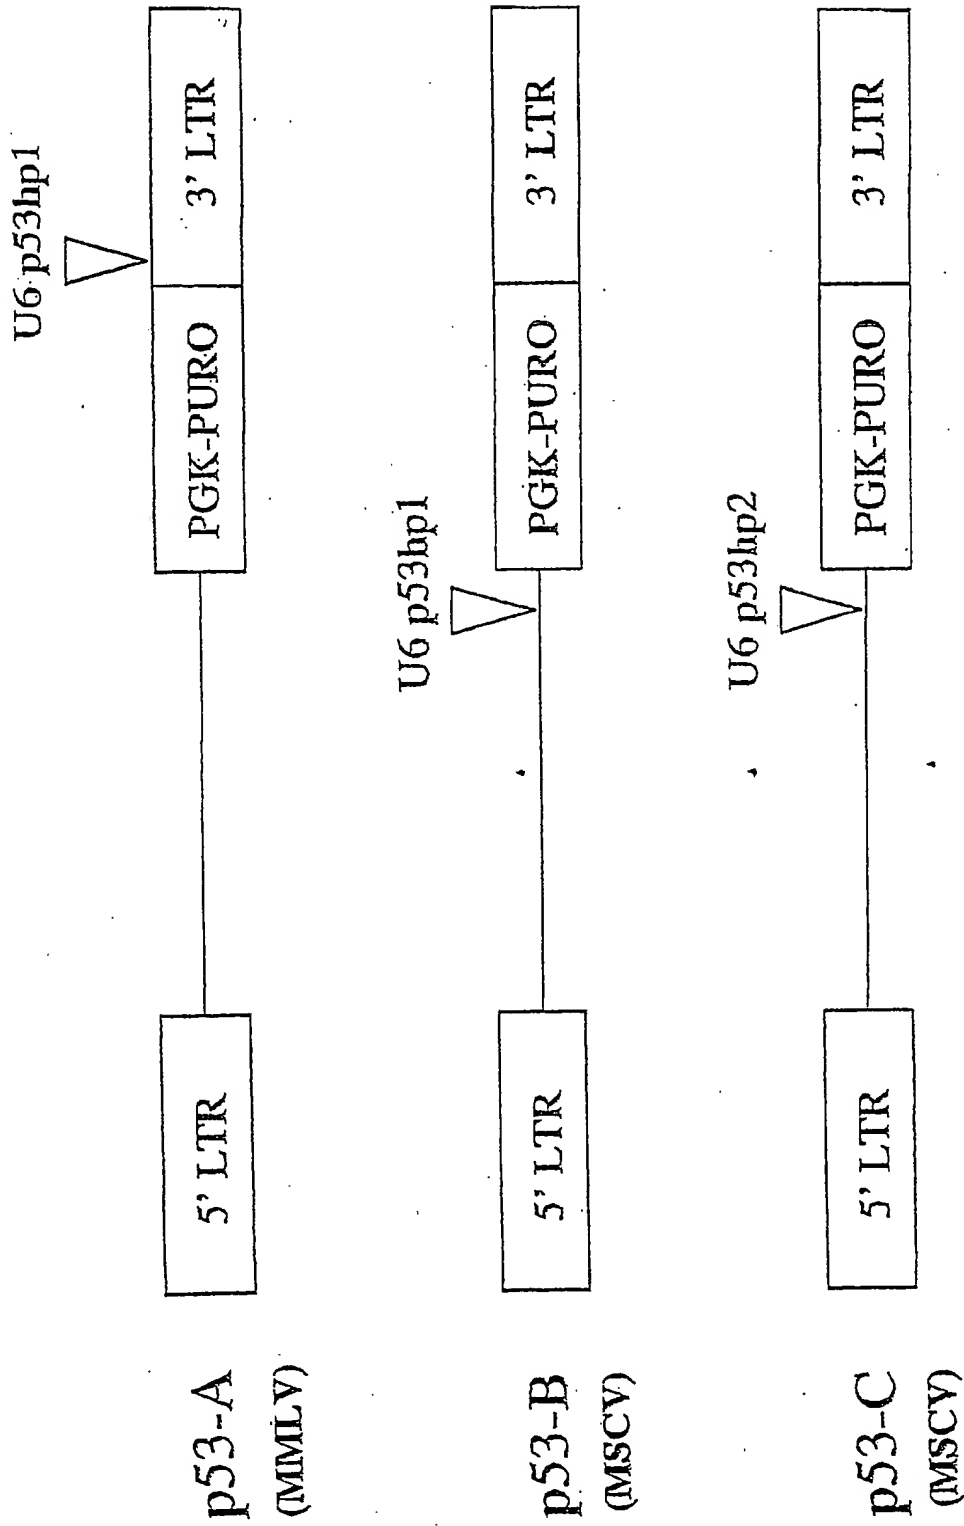 U6 p53hp1
5' LTR
PGK-PURO
3' LTR
p53-A
(MMLV)
U6 p53hp1
5' LTR
PGK-PURO
3' LTR
p53-B
(MSCV)
U6 p53hp2
5' LTR
PGK-PURO
3' LTR
p53-C
(MSCV)